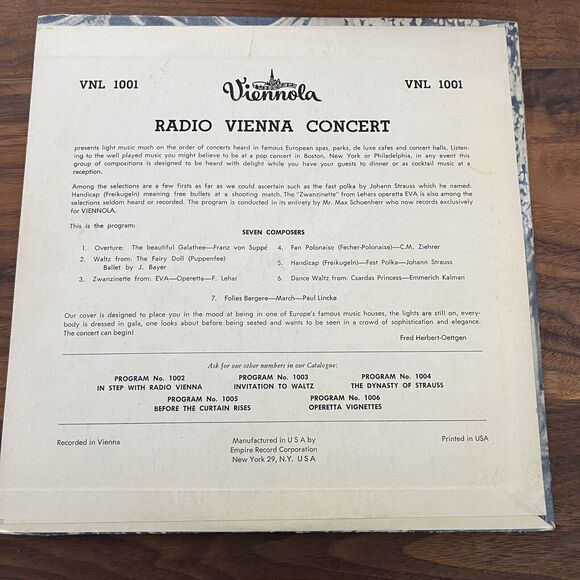 VNL 1001
Viennola
VNL 1001
RADIO VIENNA CONCERT
presents light music much on the order of concerts heard in famous European spas, parks, de luxe cafes and concert halls. Listen-
ing to the well played music you might believe to be at a pop concert in Boston, New York or Philadelphia, in any event this
group of compositions is designed to be heard with delight while you have your guests to dinner or as cocktail music at a
reception.
Among the selections are a few firsts as far as we could ascertain such as the fast polka by Johann Strauss which he named:
Handicap (Freikugeln) meaning free bullets at a shooting match. The "Zwanzinette" from Lehars operetta EVA is also among the
selections seldom heard or recorded. The program is conducted in its entirety by Mr. Max Schoenherr who now records exclusively
for VIENNOLA.
This is the program:
SEVEN COMPOSERS
1. Overture: The beautiful Galathee—Franz von Suppé
2. Waltz from The Fairy Doll (Puppenfee)
Ballet by J. Bayer
3. Zwanzinette from: EVA—Operetta—F. Lehar
4. Fan Polonaise (Fecher-Polonaise)—C.M. Ziehrer
5. Handicap (Freikugeln)—Fast Polka—Johann Strauss
6. Dance Waltz from: Csardas Princess—Emmerich Kalman
7. Folies Bergere—March—Paul Lincke
Our cover is designed to place you in the mood at being in one of Europe's famous music houses, the lights are still on, every-
body is dressed in gala, one looks about before being seated and wants to be seen in a crowd of sophistication and elegance.
The concert can begin!
Fred Herbert-Oettgen
Ask for our other numbers in our Catalogue:
PROGRAM No. 1002
IN STEP WITH RADIO VIENNA
PROGRAM No. 1003
INVITATION TO WALTZ
PROGRAM No. 1004
THE DYNASTY OF STRAUSS
PROGRAM No. 1005
BEFORE THE CURTAIN RISES
PROGRAM No. 1006
OPERETTA VIGNETTES
Recorded in Vienna
Manufactured in U S A by
Empire Record Corporation
New York 29, N.Y. U S A
Printed in USA